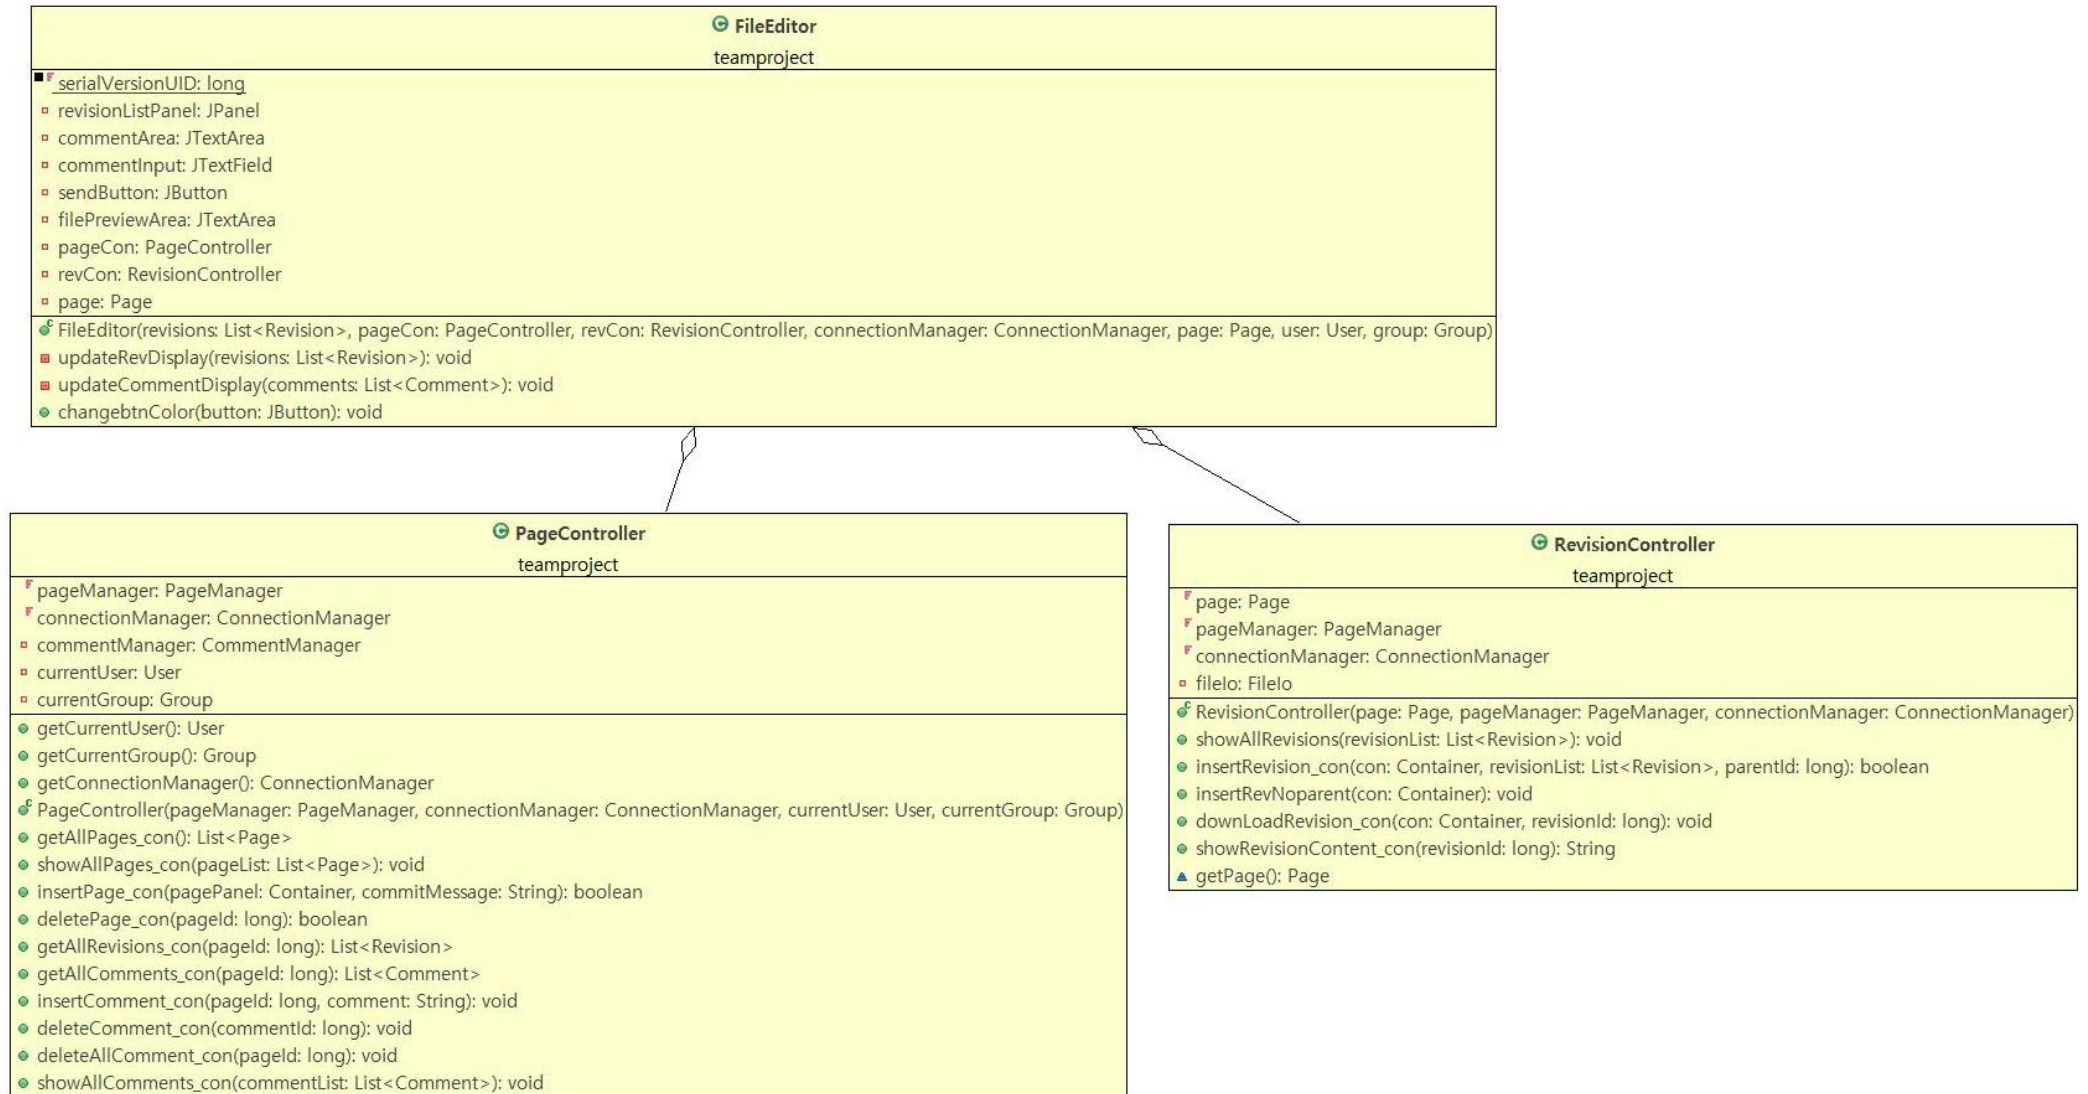 FileEditor
teamproject
serialVersionUID: long
revisionListPanel: JPanel
commentArea: JTextArea
commentInput: JTextField
sendButton: JButton
filePreviewArea: JTextArea
pageCon: PageController
revCon: RevisionController
page: Page
FileEditor(revisions: List<Revision>, pageCon: PageController, revCon: RevisionController, connectionManager: ConnectionManager, page: Page, user: User, group: Group)
updateRevDisplay(revisions: List<Revision>): void
updateCommentDisplay(comments: List<Comment>): void
changebtnColor(button: JButton): void
PageController
teamproject
pageManager: PageManager
connectionManager: ConnectionManager
commentManager: CommentManager
currentUser: User
currentGroup: Group
getCurrentUser(): User
getCurrentGroup(): Group
getConnectionManager(): ConnectionManager
PageController(pageManager: PageManager, connectionManager: ConnectionManager, currentUser: User, currentGroup: Group)
getAllPages_con(): List<Page>
showAllPages_con(pageList: List<Page>): void
insertPage_con(pagePanel: Container, commitMessage: String): boolean
deletePage_con(pageId: long): boolean
getAllRevisions_con(pageId: long): List<Revision>
getAllComments_con(pageId: long): List<Comment>
insertComment_con(pageId: long, comment: String): void
deleteComment_con(commentId: long): void
deleteAllComment_con(pageId: long): void
showAllComments_con(commentList: List<Comment>): void
RevisionController
teamproject
page: Page
pageManager: PageManager
connectionManager: ConnectionManager
fileIo: FileIo
RevisionController(page: Page, pageManager: PageManager, connectionManager: ConnectionManager)
showAllRevisions(revisionList: List<Revision>): void
insertRevision_con(con: Container, revisionList: List<Revision>, parentId: long): boolean
insertRevNoparent(con: Container): void
downLoadRevision_con(con: Container, revisionId: long): void
showRevisionContent_con(revisionId: long): String
getPage(): Page